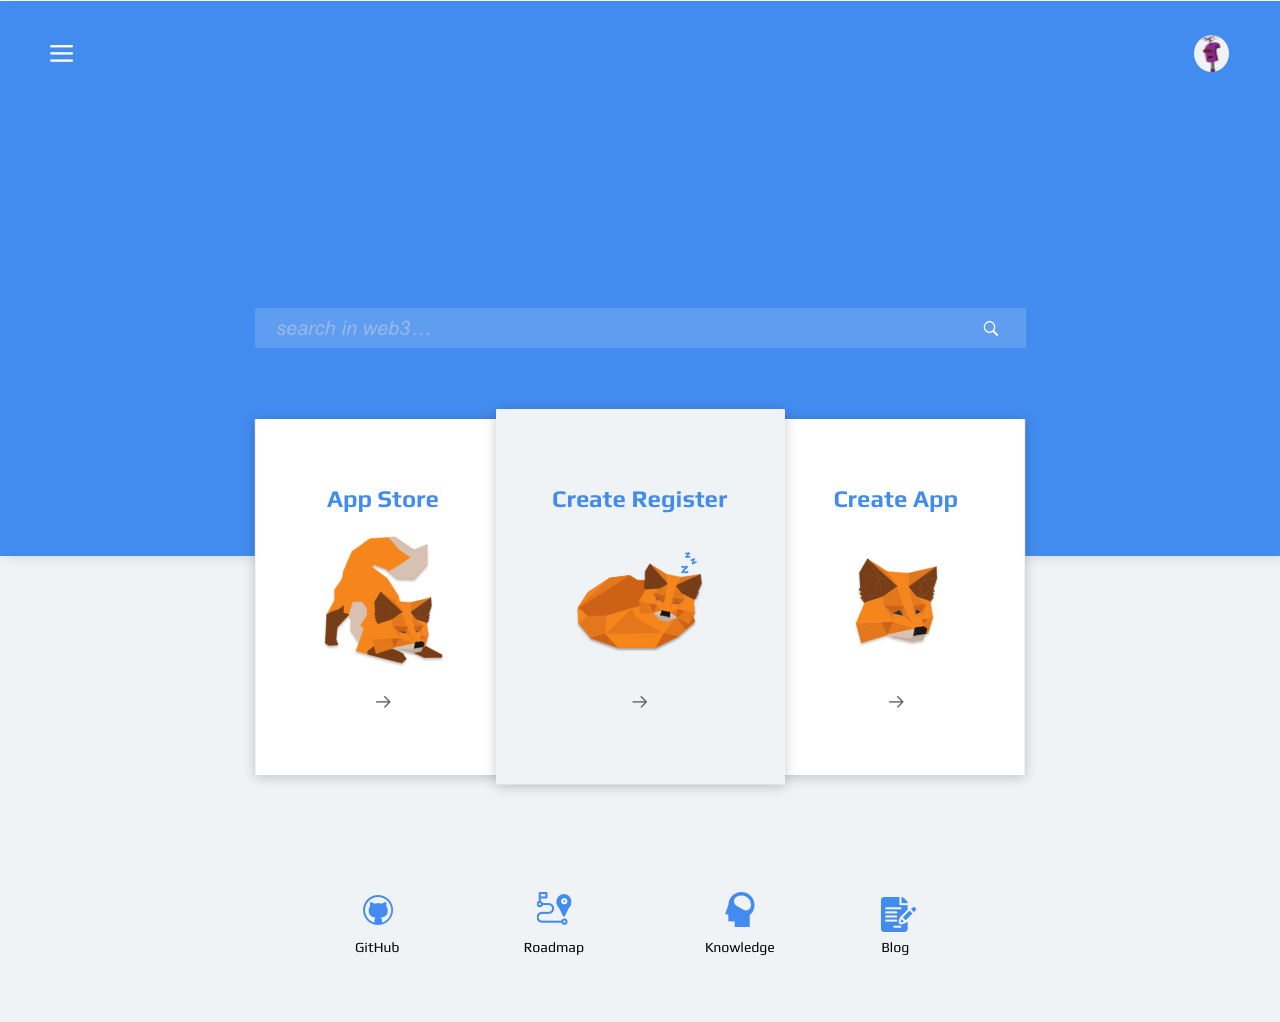 search in web3...
App Store
Create Register
Create App
z
z
z
GitHub
Roadmap
Knowledge
Blog